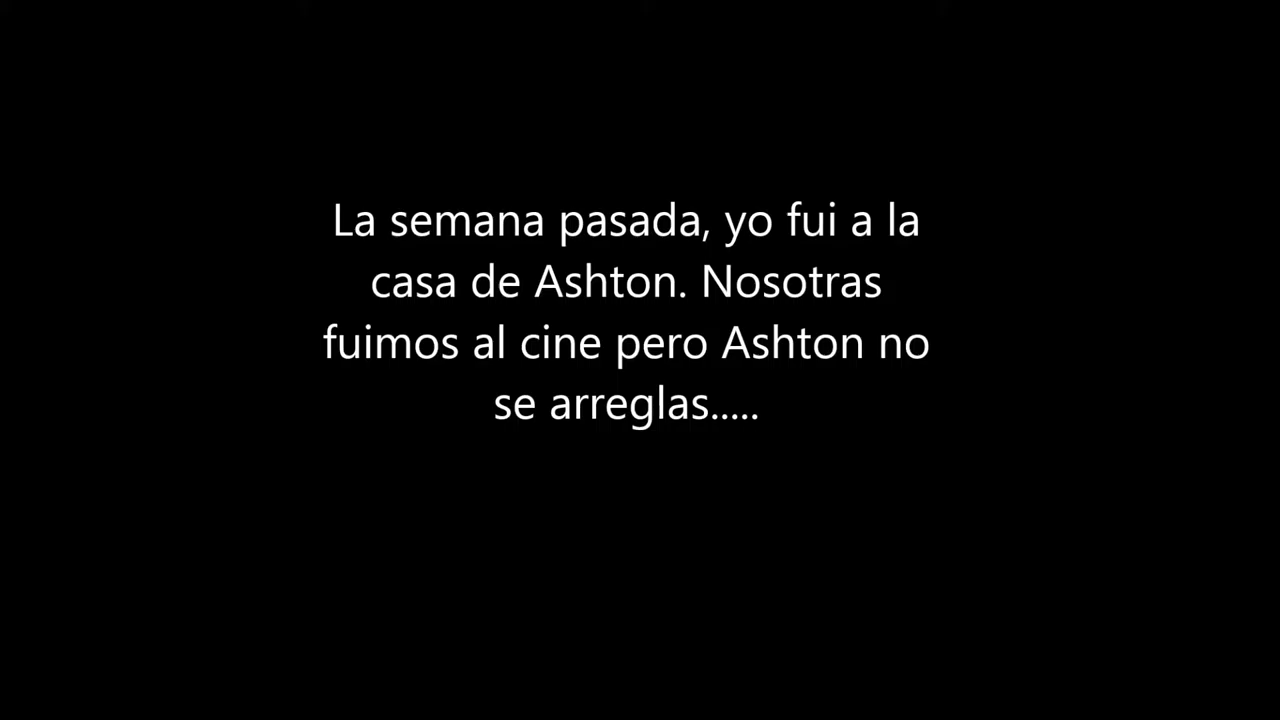 La semana pasada, yo fui a la
casa de Ashton. Nosotras
fuimos al cine pero Ashton no
se arreglas.....